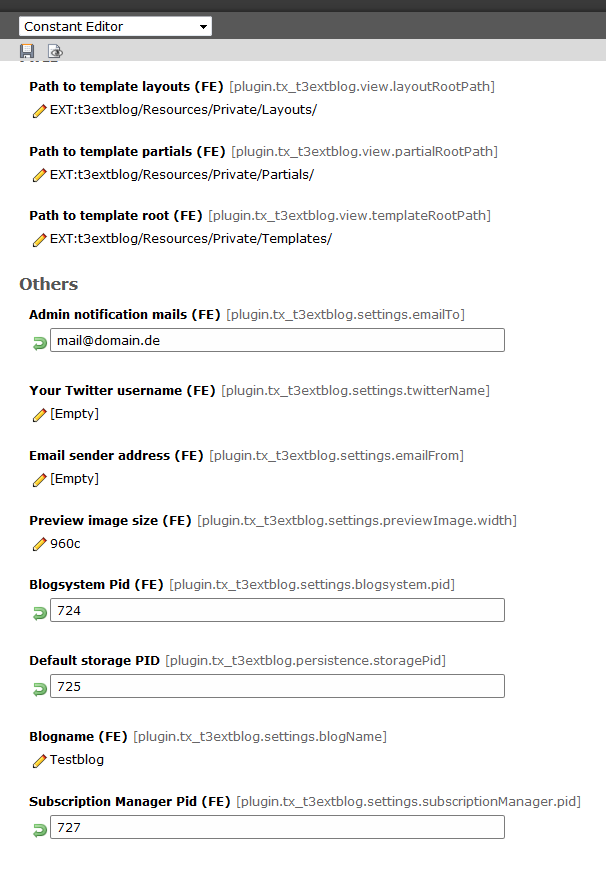 Constant Editor
Path to template layouts (FE) [plugin.tx_t3extblog.view.layoutRootPath]
EXT:t3extblog/Resources/Private/Layouts/
Path to template partials (FE) [plugin.tx_t3extblog.view.partialRootPath]
EXT:t3extblog/Resources/Private/Partials/
Path to template root (FE) [plugin.tx_t3extblog.view.templateRootPath]
EXT:t3extblog/Resources/Private/Templates/
Others
Admin notification mails (FE) [plugin.tx_t3extblog.settings.emailTo]
mail@domain.de
Your Twitter username (FE) [plugin.tx_t3extblog.settings.twitterName]
[Empty]
Email sender address (FE) [plugin.tx_t3extblog.settings.emailFrom]
[Empty]
Preview image size (FE) [plugin.tx_t3extblog.settings.previewImage.width]
960c
Blogsystem Pid (FE) [plugin.tx_t3extblog.settings.blogsystem.pid]
724
Default storage PID [plugin.tx_t3extblog.persistence.storagePid]
725
Blogname (FE) [plugin.tx_t3extblog.settings.blogName]
Testblog
Subscription Manager Pid (FE) [plugin.tx_t3extblog.settings.subscriptionManager.pid]
727